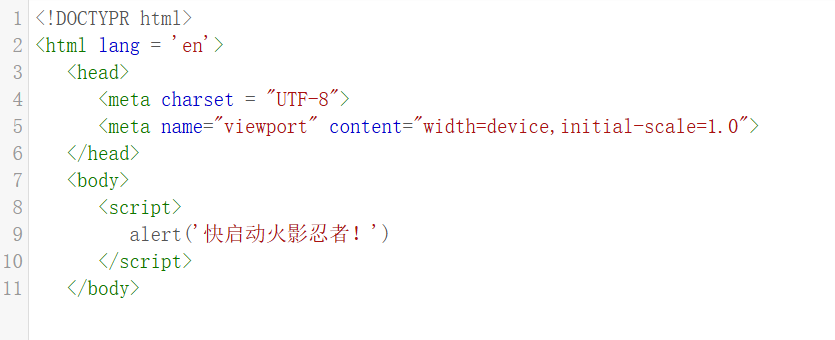 1 <!DOCTYPR html>
2 <html lang = 'en'>
3 <head>
4 <meta charset = "UTF-8">
5 <meta name="viewport" content="width=device,initial-scale=1.0">
6 </head>
7 <body>
8 <script>
9 alert('快启动火影忍者！')
10 </script>
11 </body>